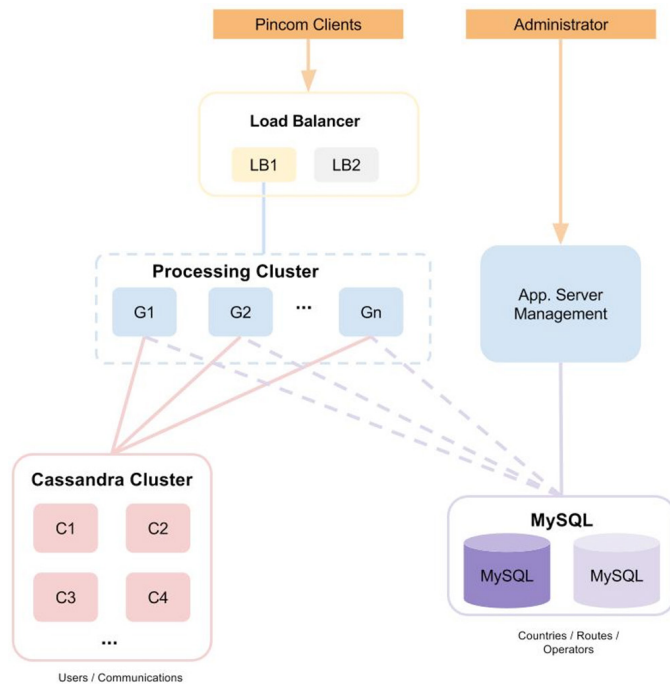 Pincom Clients
Administrator
Load Balancer
LB1
LB2
Processing Cluster
G1
G2
...
Gn
App. Server
Management
Cassandra Cluster
C1
C2
C3
C4
...
Users / Communications
MySQL
MySQL
MySQL
Countries / Routes /
Operators